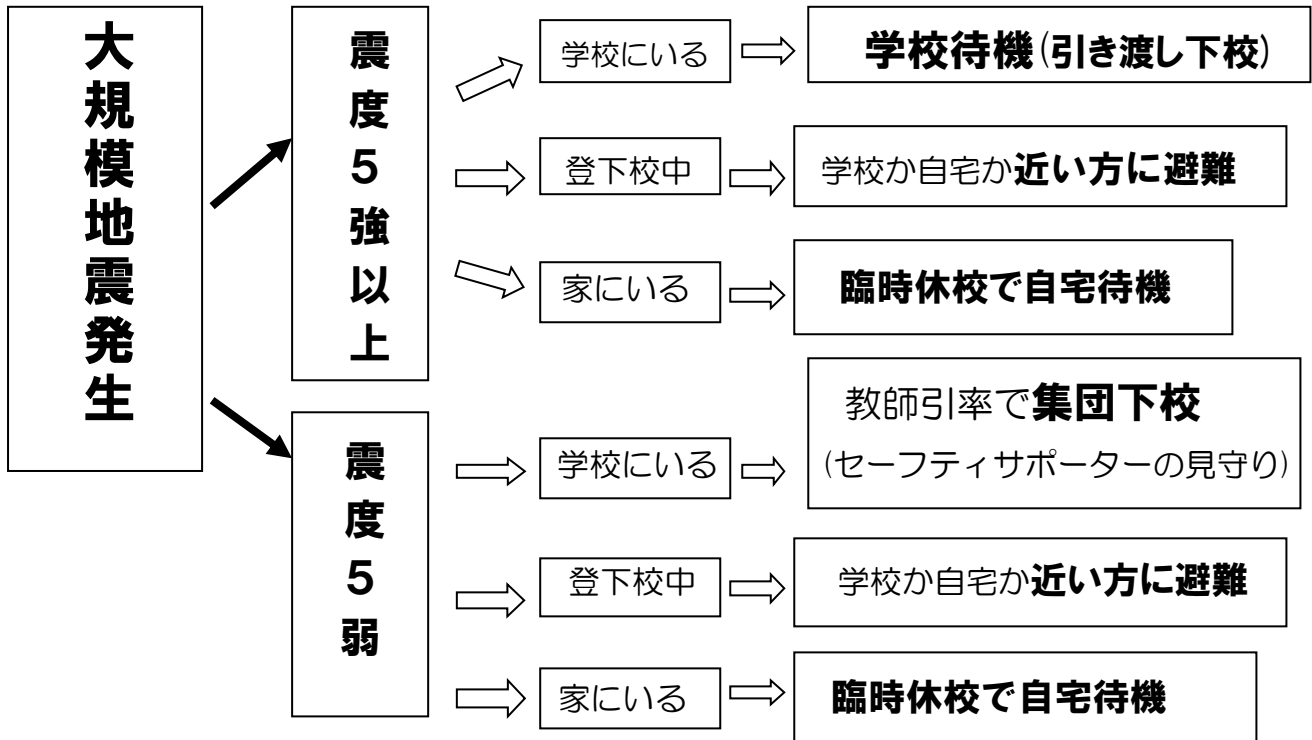 大規模地震発生
震度5強以上
学校にいる
学校待機(引き渡し下校)
登下校中
学校か自宅か近い方に避難
家にいる
臨時休校で自宅待機
震度5弱
学校にいる
教師引率で集団下校
(セーフティサポーターの見守り)
登下校中
学校か自宅か近い方に避難
家にいる
臨時休校で自宅待機